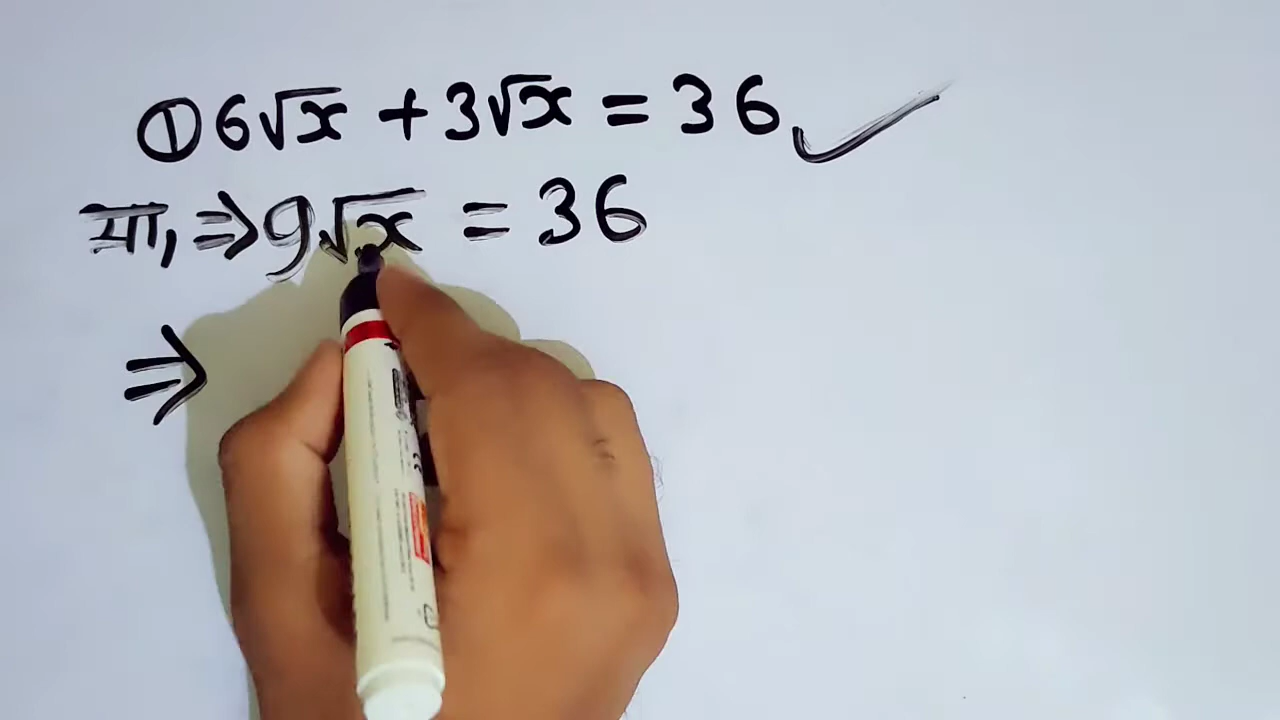 ① 6√x + 3√x = 36 ✓
या, ⇒ 9√x = 36
⇒